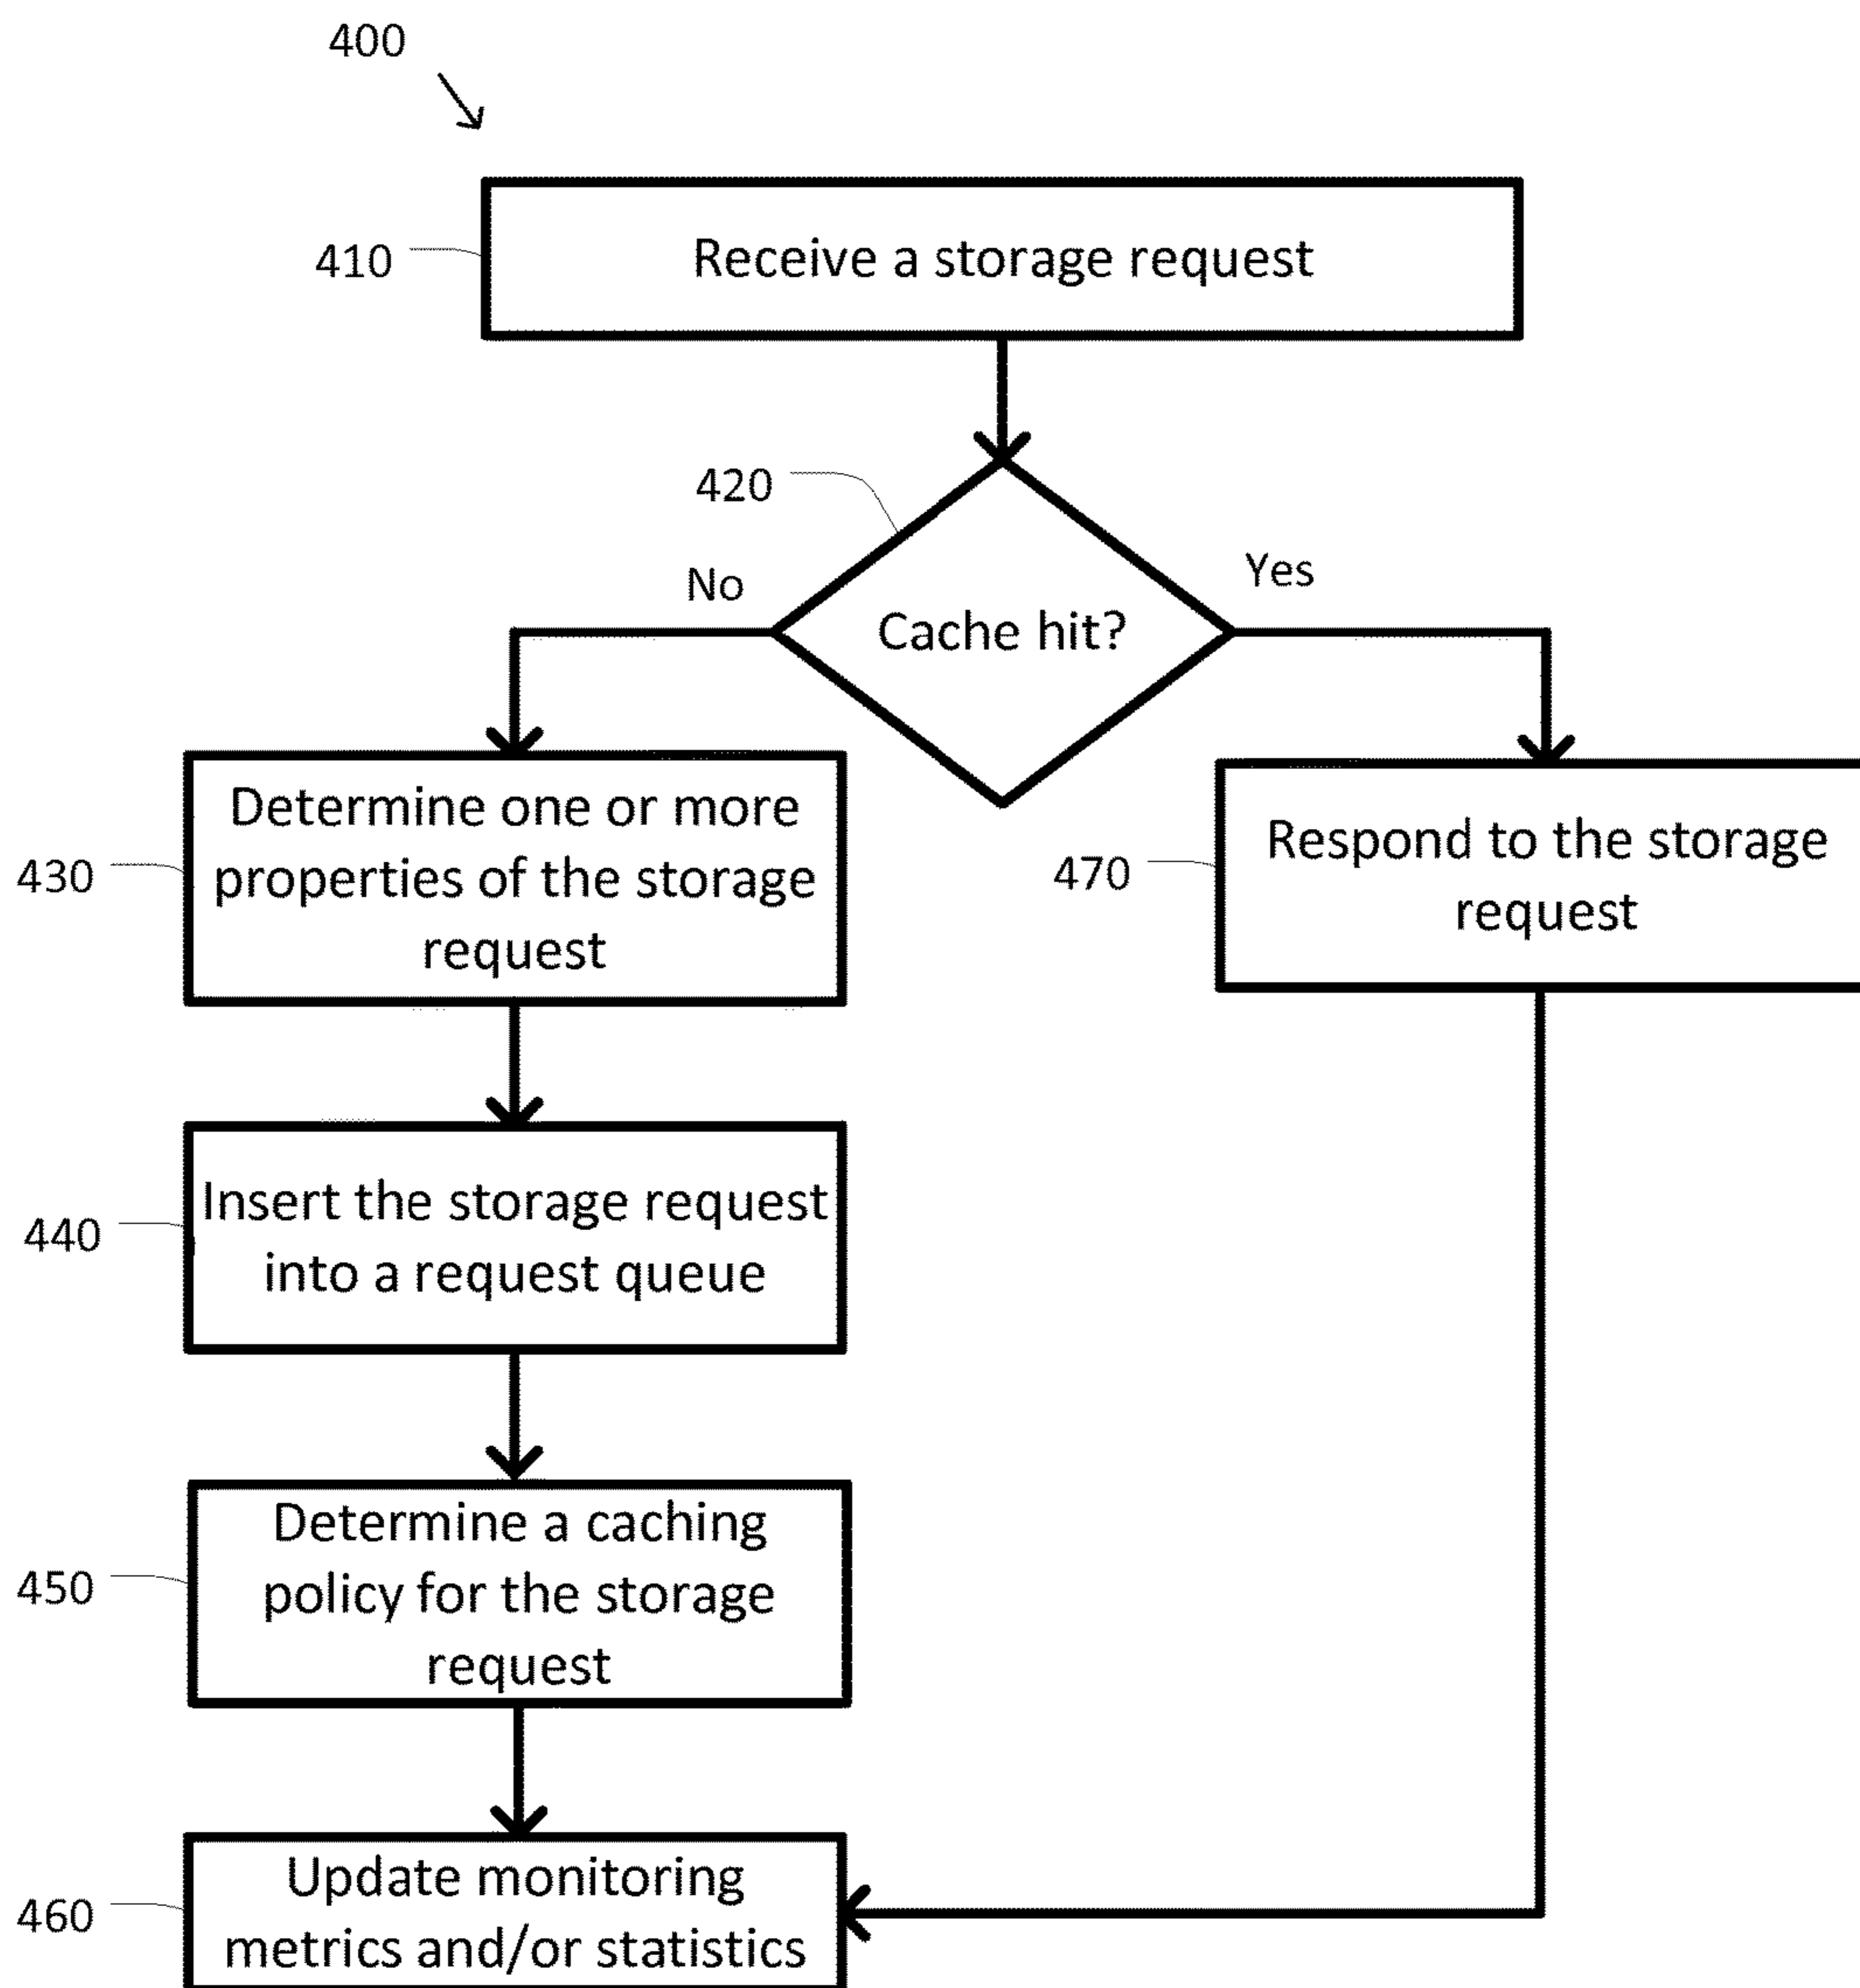 400
410
Receive a storage request
420
No
Yes
Cache hit?
430
Determine one or more
properties of the storage
request
470
Respond to the storage
request
440
Insert the storage request
into a request queue
450
Determine a caching
policy for the storage
request
460
Update monitoring
metrics and/or statistics